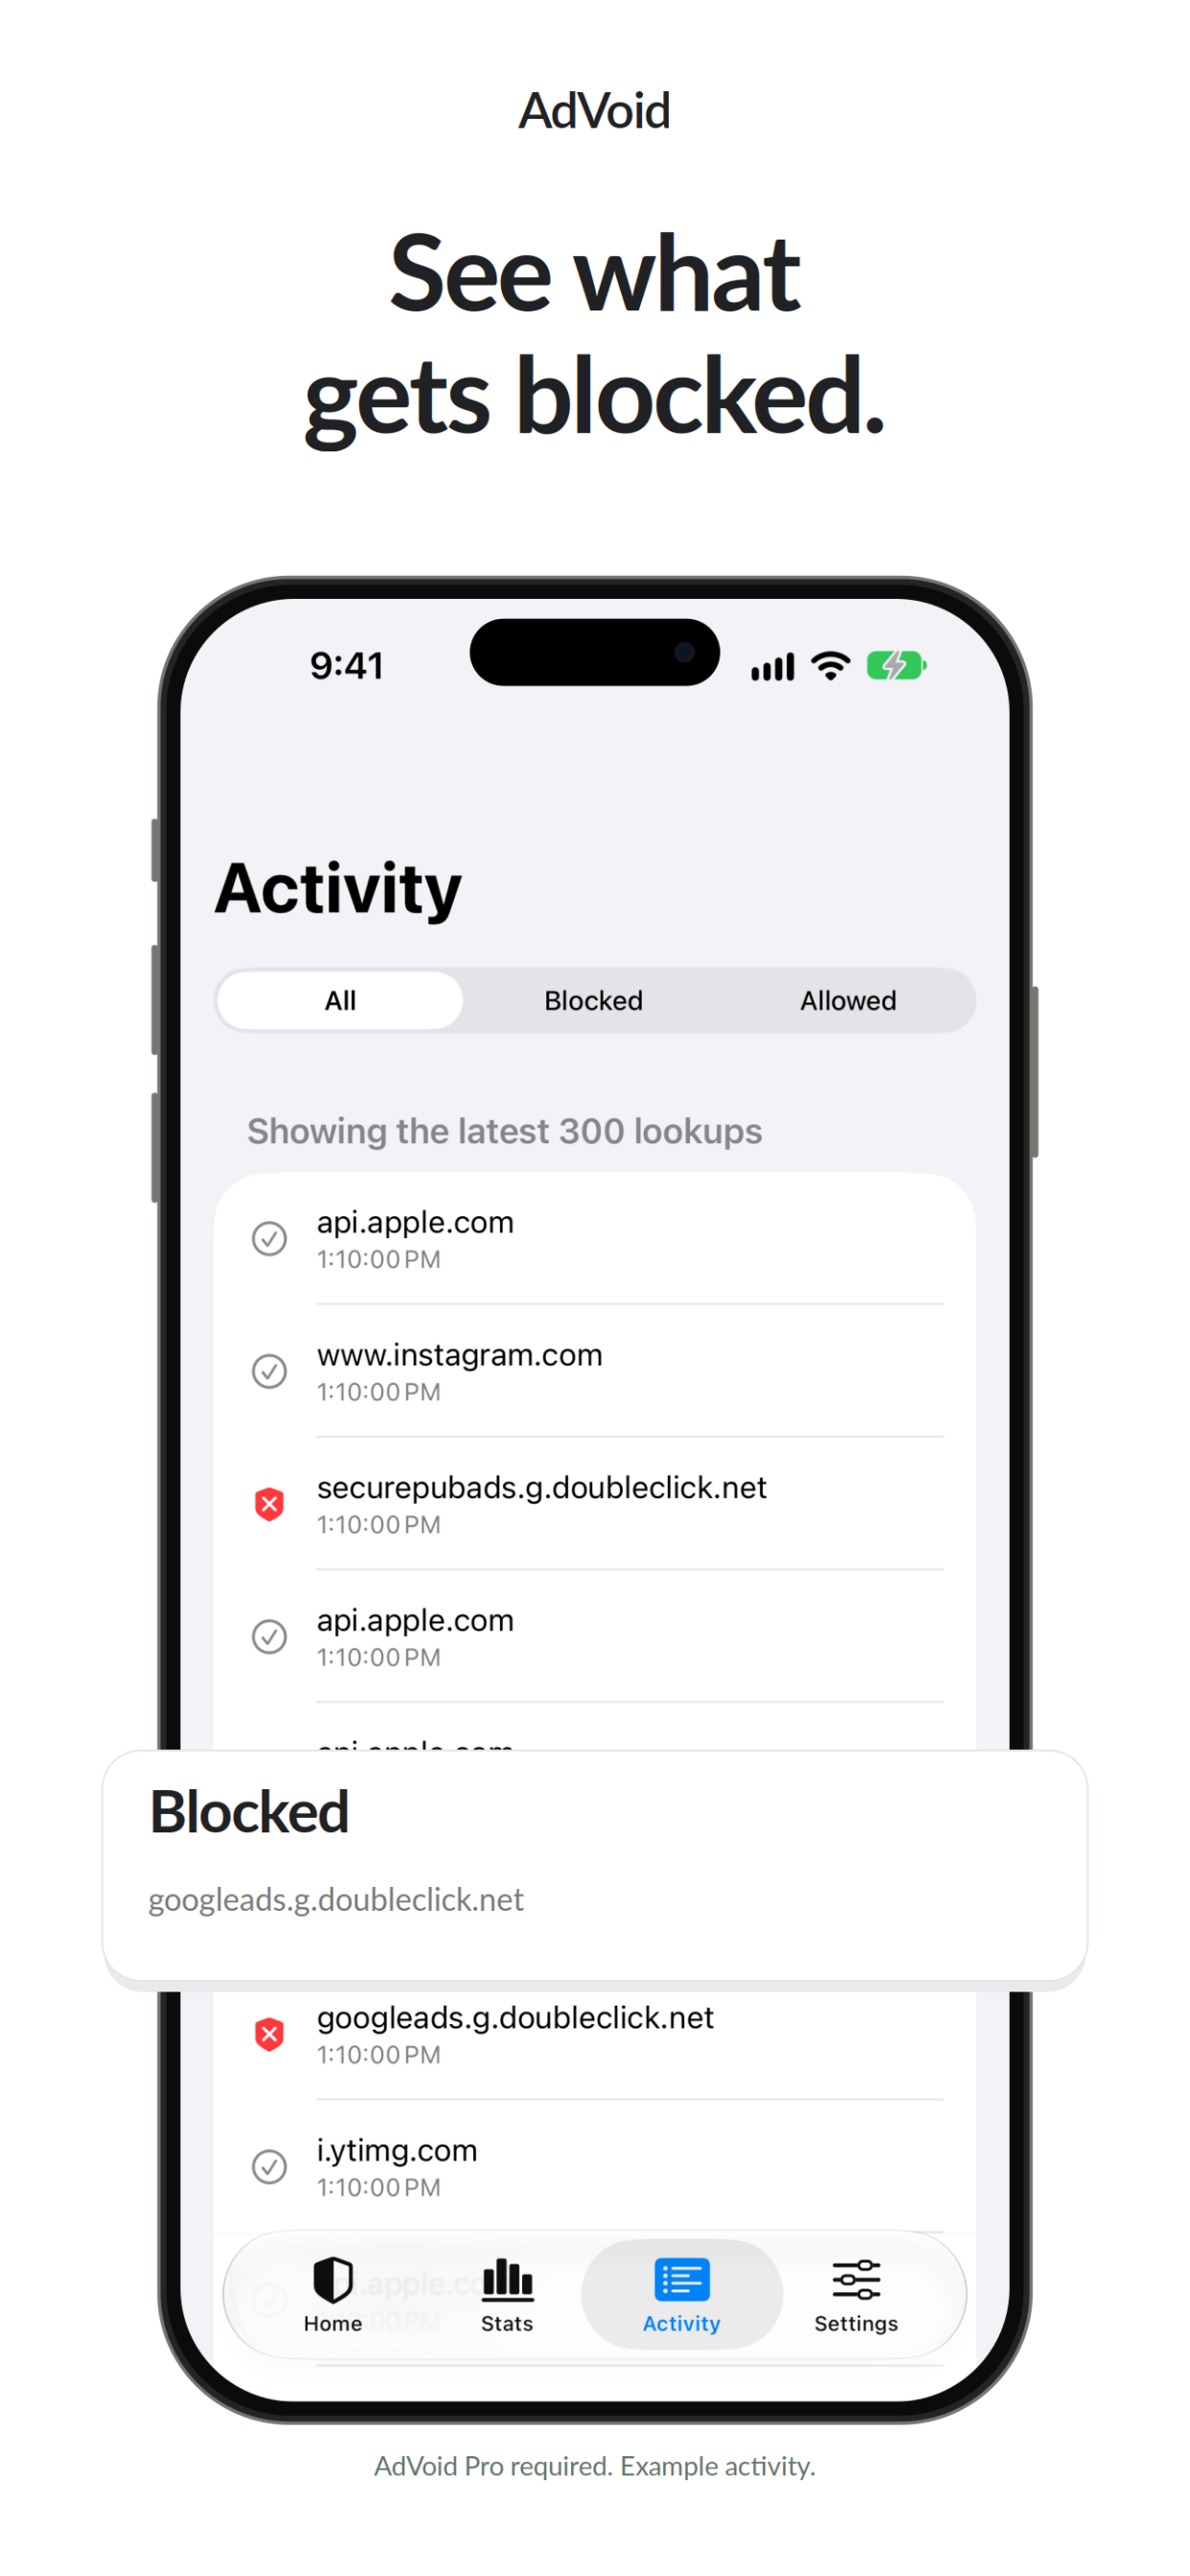 AdVoid
See what
gets blocked.
9:41
Activity
All Blocked Allowed
Showing the latest 300 lookups
api.apple.com
1:10:00 PM
www.instagram.com
1:10:00 PM
securepubads.g.doubleclick.net
1:10:00 PM
api.apple.com
1:10:00 PM
api.apple.com
Blocked
googleads.g.doubleclick.net
googleads.g.doubleclick.net
1:10:00 PM
i.ytimg.com
1:10:00 PM
Home Stats Activity Settings
AdVoid Pro required. Example activity.